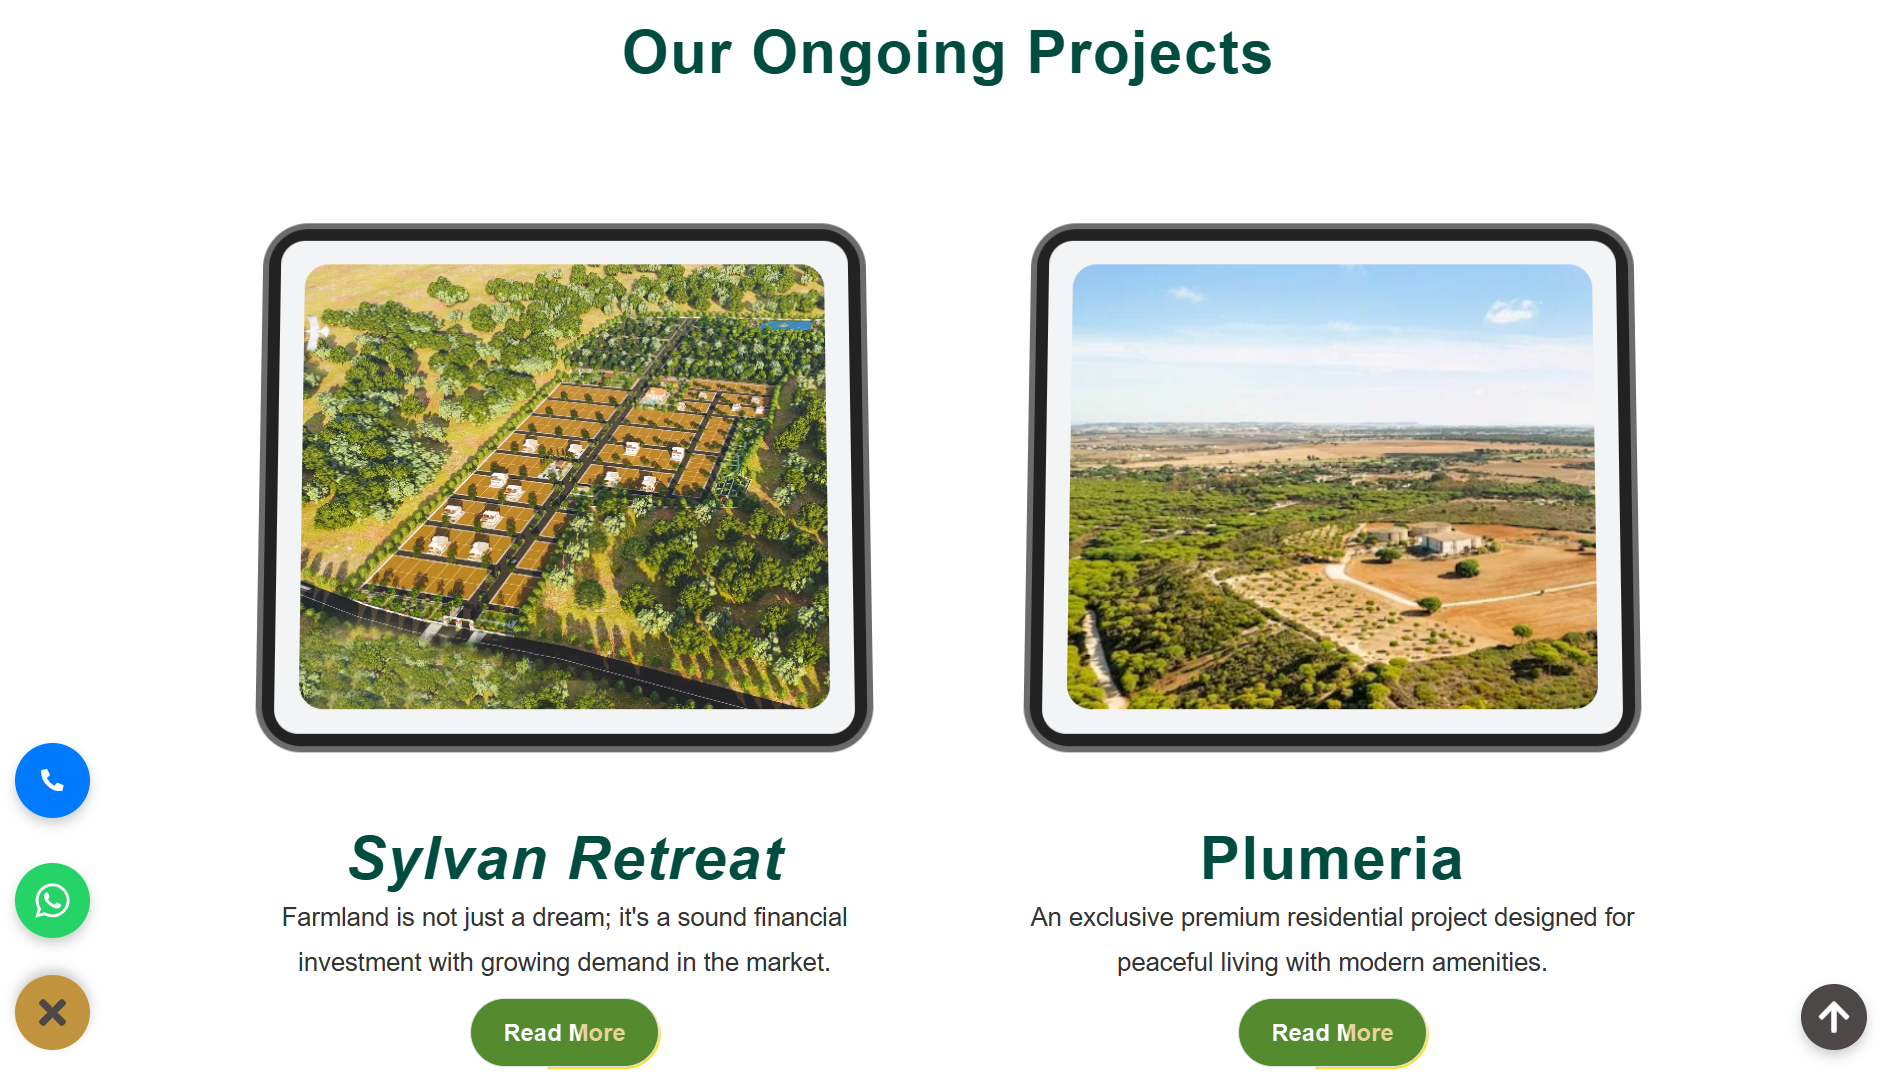 Our Ongoing Projects
Sylvan Retreat
Farmland is not just a dream; it's a sound financial
investment with growing demand in the market.
Read More
Plumeria
An exclusive premium residential project designed for
peaceful living with modern amenities.
Read More